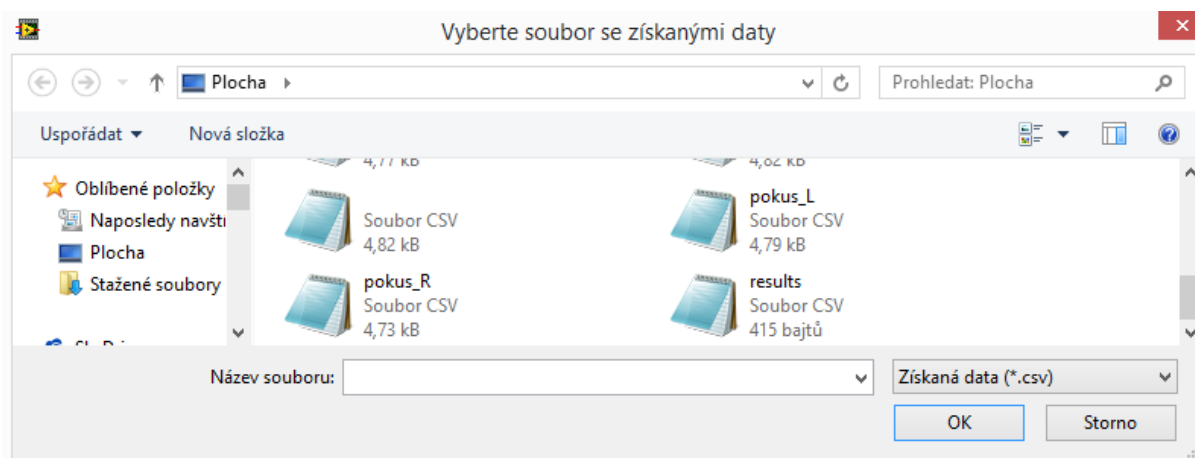 Vyberte soubor se získanými daty
Plocha
Prohledat: Plocha
Uspořádat
Nová složka
4,77 kB
4,82 kB
Oblíbené položky
Naposledy navšti
Plocha
Stažené soubory
Soubor CSV
4,82 kB
pokus_L
Soubor CSV
4,79 kB
pokus_R
Soubor CSV
4,73 kB
results
Soubor CSV
415 bajtů
Název souboru:
Získaná data (*.csv)
OK
Storno